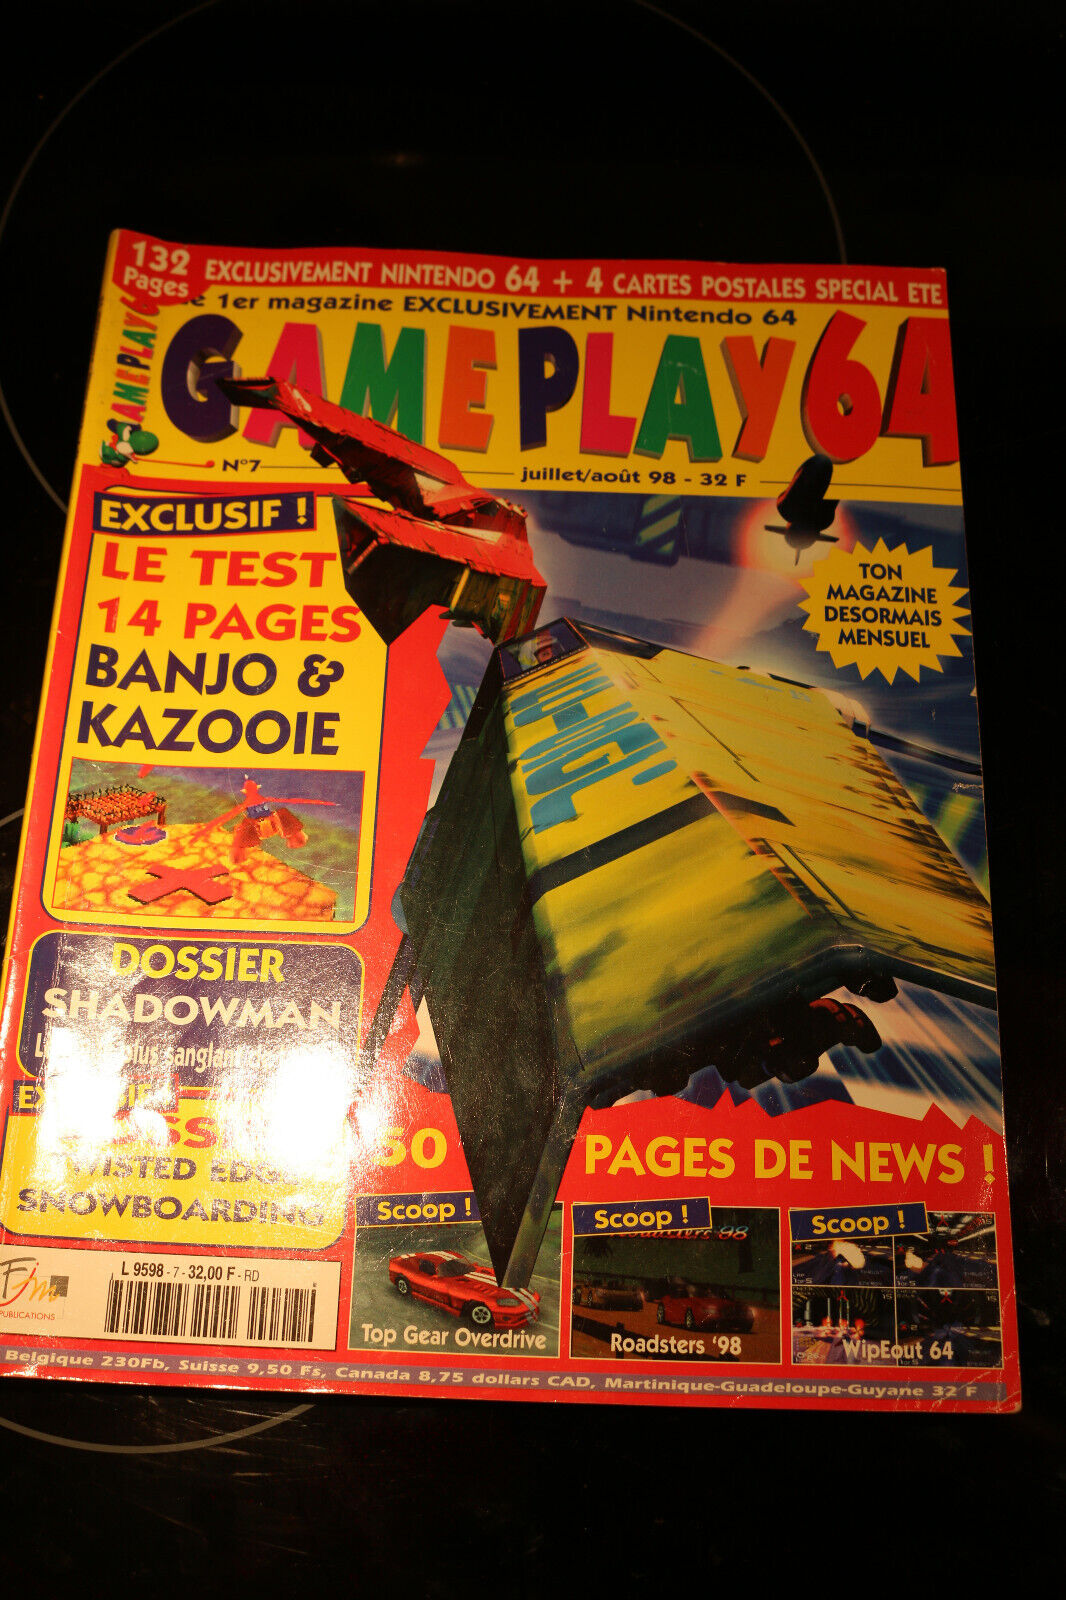 132
Pages
EXCLUSIVEMENT NINTENDO 64 + 4 CARTES POSTALES SPECIAL ETE
1er magazine EXCLUSIVEMENT Nintendo 64
GAMEPLAY 64
GAMEPLAY 6
N°7
juillet/août 98 - 32 F
EXCLUSIF !
LE TEST
14 PAGES
BANJO &
KAZOOIE
TON
MAGAZINE
DESORMAIS
MENSUEL
DOSSIER
SHADOWMAN
plus sanglant
TWISTED EDGE
SNOWBOARDING
PAGES DE NEWS !
Scoop !
Top Gear Overdrive
Scoop !
Roadsters '98
Scoop !
WipEout 64
PUBLICATIONS
L 9598 - 7 - 32,00 F - RD
Belgique 230Fb, Suisse 9,50 Fs, Canada 8,75 dollars CAD, Martinique-Guadeloupe-Guyane 32 F